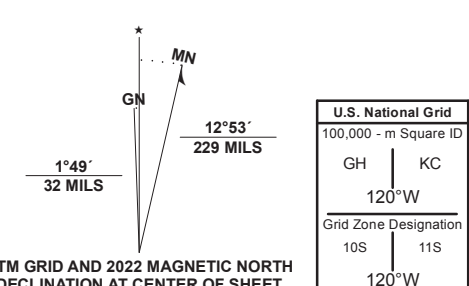 ★
MN
GN
12°53´
229 MILS
1°49´
32 MILS
TM GRID AND 2022 MAGNETIC NORTH
DECLINATION AT CENTER OF SHEET
U.S. National Grid
100,000 - m Square ID
GH KC
120°W
Grid Zone Designation
10S 11S
120°W